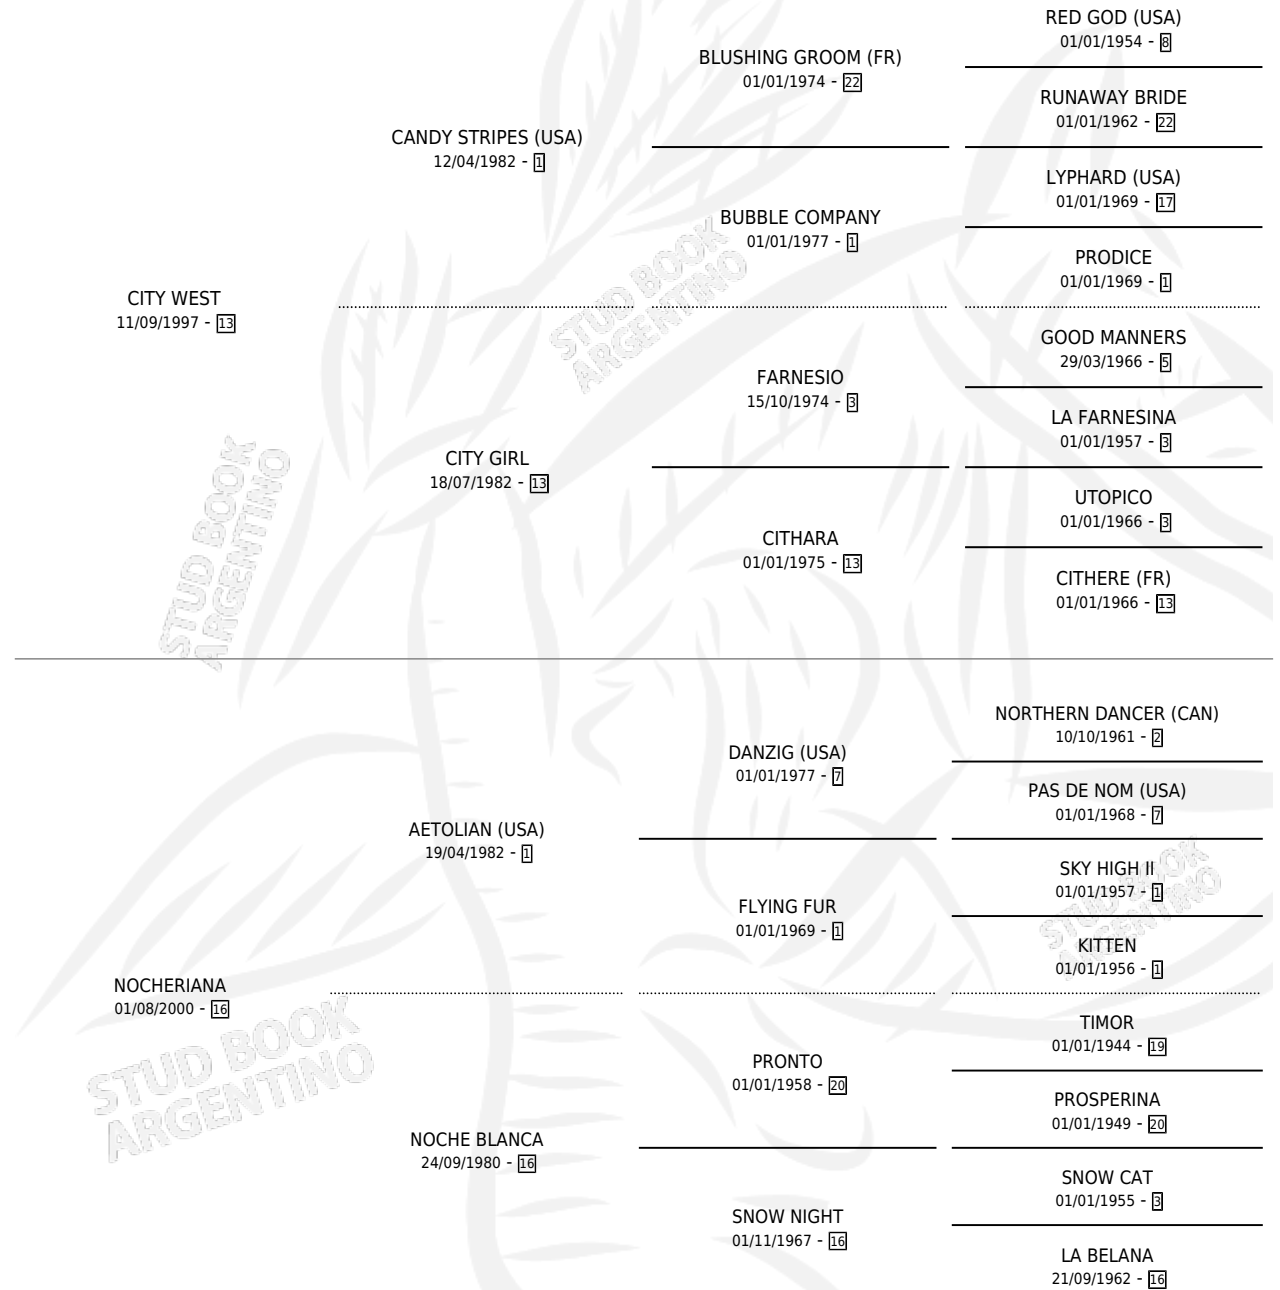 RED GOD (USA)
01/01/1954 - 8
BLUSHING GROOM (FR)
01/01/1974 - 22
RUNAWAY BRIDE
01/01/1962 - 22
CANDY STRIPES (USA)
12/04/1982 - 1
LYPHARD (USA)
01/01/1969 - 17
BUBBLE COMPANY
01/01/1977 - 1
PRODICE
01/01/1969 - 1
CITY WEST
11/09/1997 - 13
STUD BOOK
ARGENTINO
GOOD MANNERS
29/03/1966 - 5
FARNESIO
15/10/1974 - 3
LA FARNESINA
01/01/1957 - 3
CITY GIRL
18/07/1982 - 13
UTOPICO
01/01/1966 - 3
CITHARA
01/01/1975 - 13
CITHERE (FR)
01/01/1966 - 13
STUD BOOK
ARGENTINO
NORTHERN DANCER (CAN)
10/10/1961 - 2
DANZIG (USA)
01/01/1977 - 7
PAS DE NOM (USA)
01/01/1968 - 7
AETOLIAN (USA)
19/04/1982 - 1
SKY HIGH II
01/01/1957 - 1
FLYING FUR
01/01/1969 - 1
STUD BOOK
ARGENTINO
KITTEN
01/01/1956 - 1
NOCHERIANA
01/08/2000 - 16
TIMOR
01/01/1944 - 19
PRONTO
01/01/1958 - 20
PROSPERINA
01/01/1949 - 20
STUD BOOK
ARGENTINO
NOCHE BLANCA
24/09/1980 - 16
SNOW CAT
01/01/1955 - 3
SNOW NIGHT
01/11/1967 - 16
LA BELANA
21/09/1962 - 16